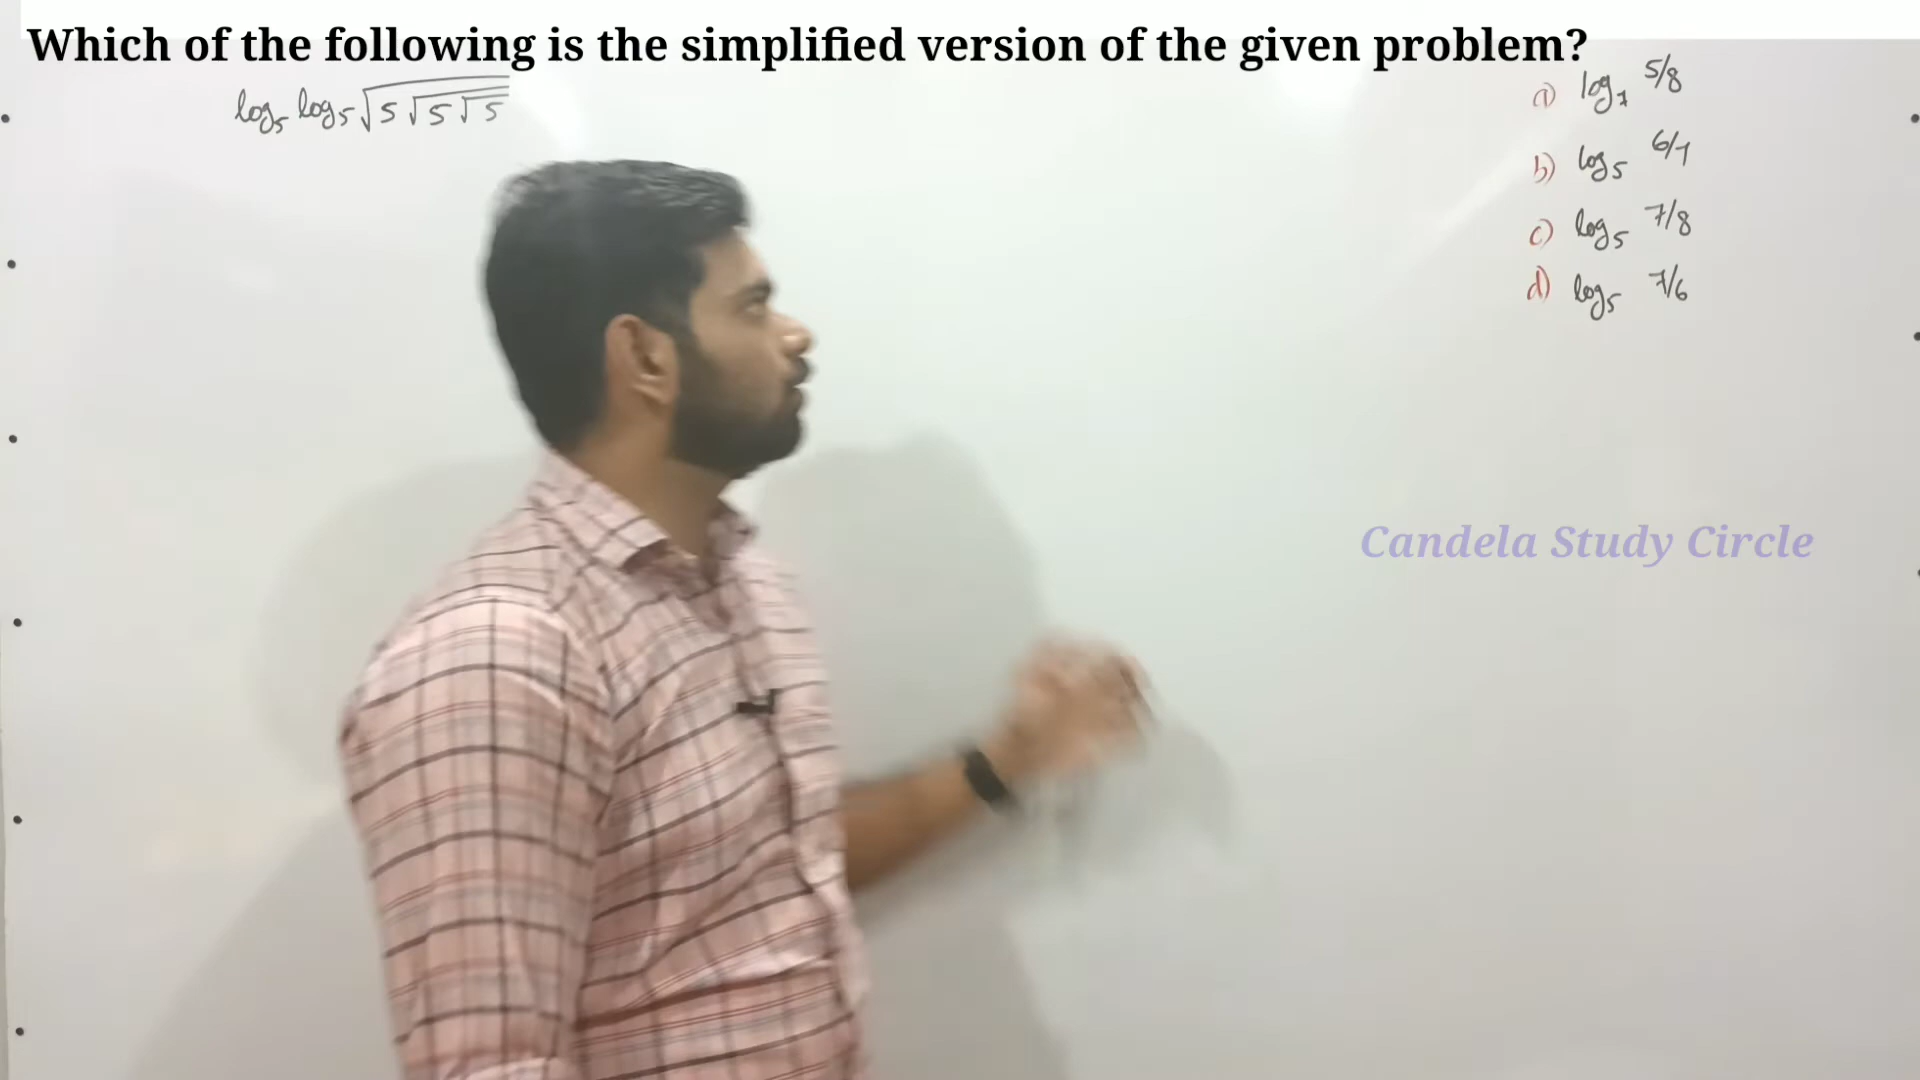 Which of the following is the simplified version of the given problem?
log₅ log₅ √(5√(5√5))
a) log₇ 5/8
b) log₅ 6/7
c) log₅ 7/8
d) log₅ 7/6
Candela Study Circle